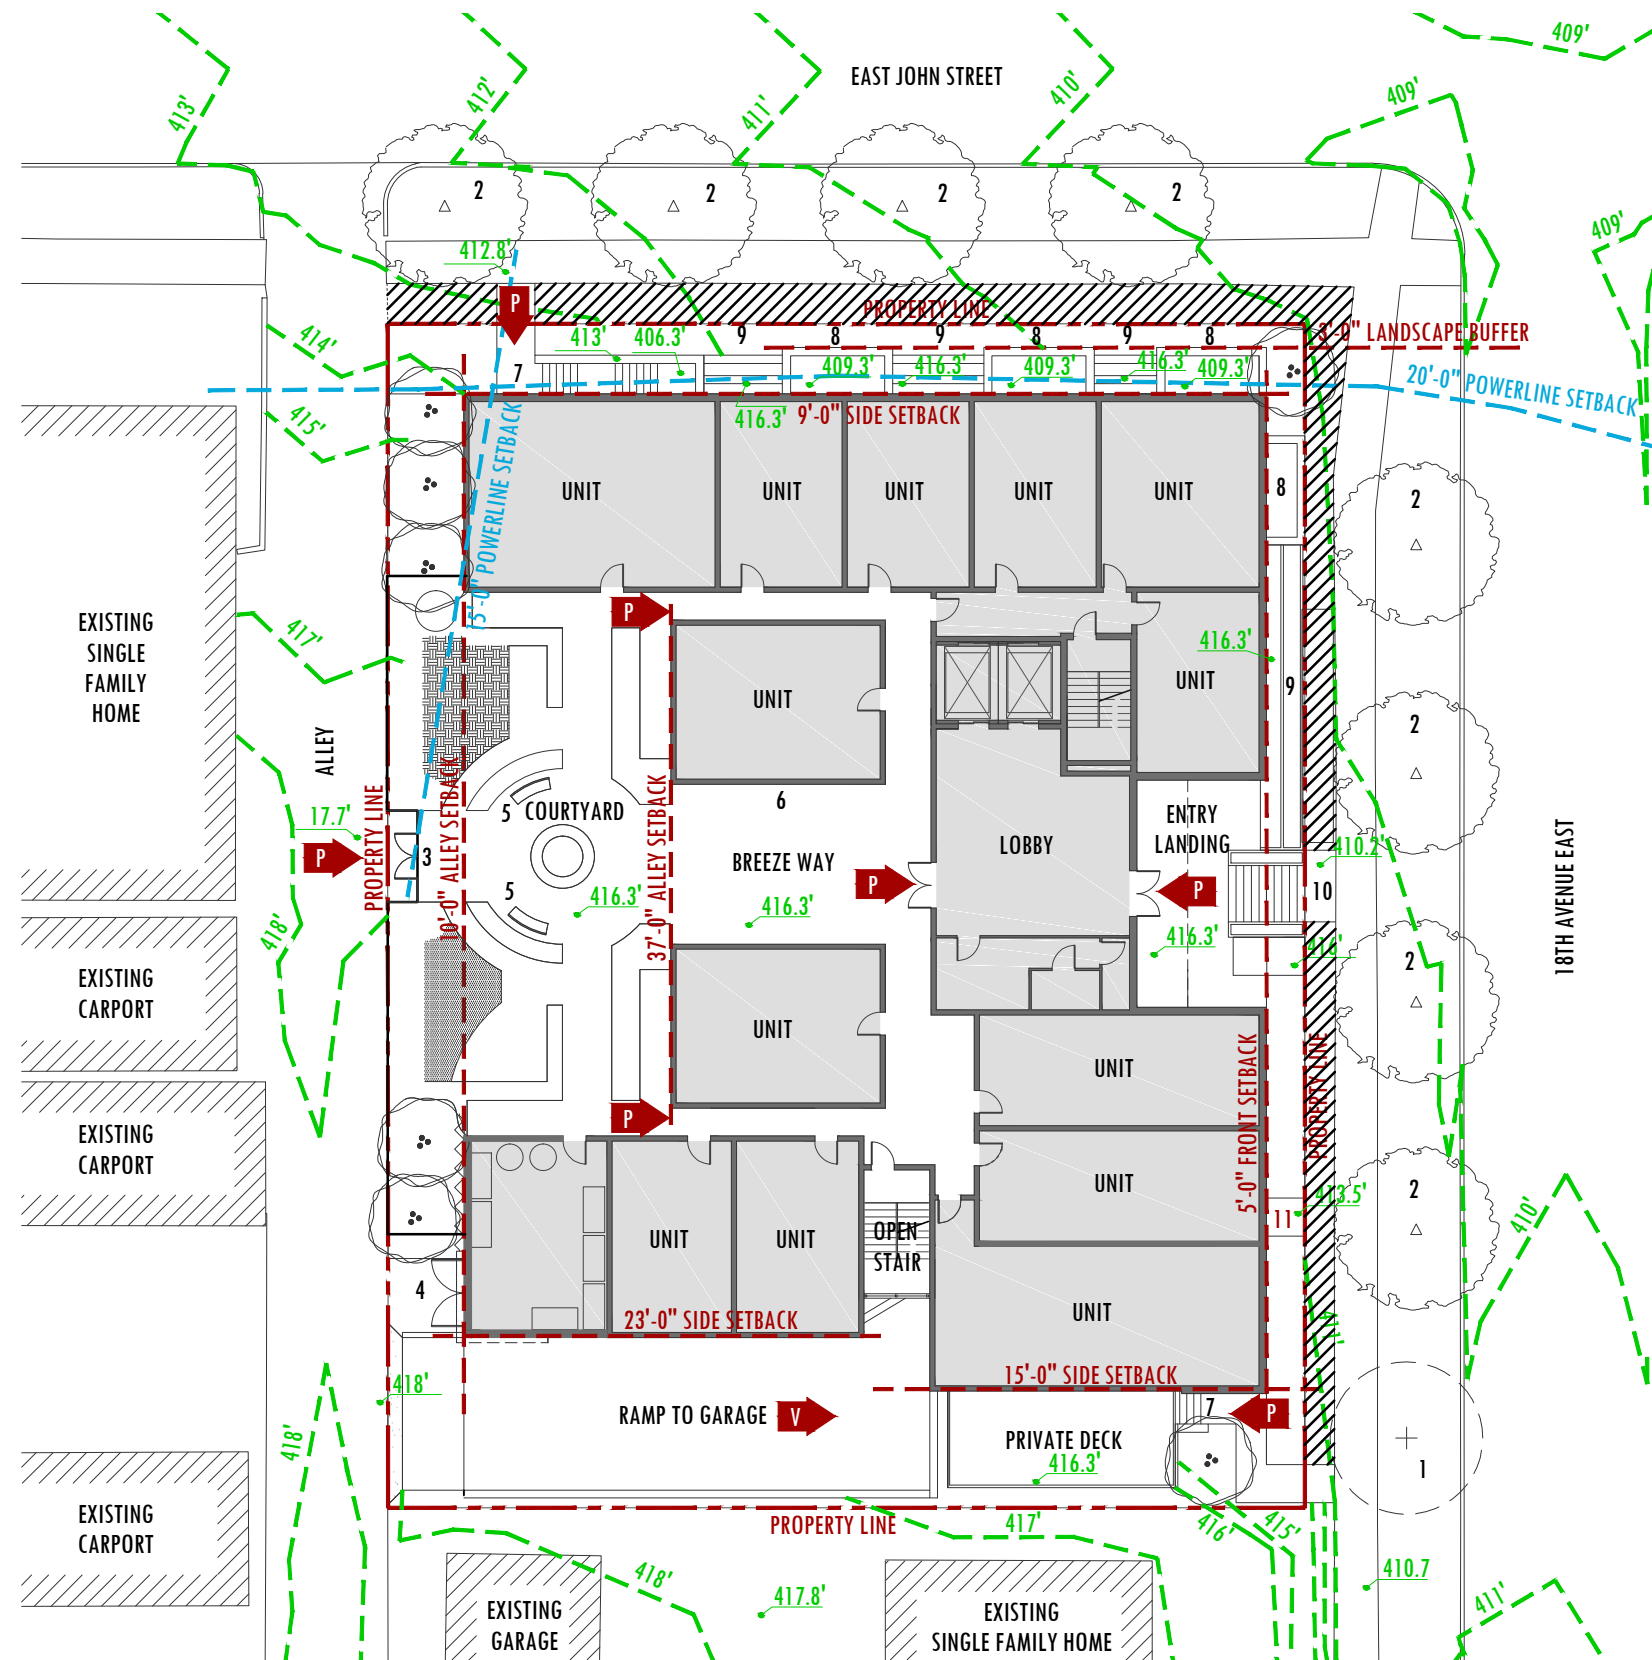 409'
EAST JOHN STREET
413'
412'
411'
410'
409'
2
2
2
2
409'
412.8'
P
PROPERTY LINE
3'-0" LANDSCAPE BUFFER
413'
406.3'
9
8
9
8
9
8
414'
7
409.3'
416.3'
409.3'
416.3'
409.3'
20'-0" POWERLINE SETBACK
415'
416.3'
9'-0" SIDE SETBACK
15'-0" POWERLINE SETBACK
UNIT
UNIT
UNIT
UNIT
UNIT
8
2
EXISTING
SINGLE
FAMILY
HOME
417'
P
416.3'
UNIT
UNIT
9
2
ALLEY
17.7'
P
PROPERTY LINE
3
10'-0" ALLEY SETBACK
5
COURTYARD
5
416.3'
37'-0" ALLEY SETBACK
6
BREEZE WAY
416.3'
P
LOBBY
ENTRY
LANDING
P
416.3'
410.2'
10
416'
2
18TH AVENUE EAST
418'
EXISTING
CARPORT
UNIT
UNIT
5'-0" FRONT SETBACK
PROPERTY LINE
EXISTING
CARPORT
P
UNIT
UNIT
UNIT
OPEN
STAIR
11
413.5'
2
410'
4
23'-0" SIDE SETBACK
UNIT
411'
15'-0" SIDE SETBACK
418'
418'
RAMP TO GARAGE
V
7
P
PRIVATE DECK
416.3'
1
EXISTING
CARPORT
PROPERTY LINE
417'
416'
415'
418'
417.8'
410.7
411'
EXISTING
GARAGE
EXISTING
SINGLE FAMILY HOME